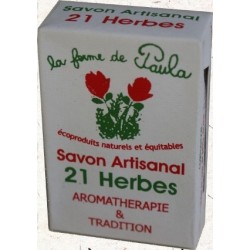 Savon Artisanal
21 Herbes
la ferme de Paula
écoproduits naturels et équitables
Savon Artisanal
21 Herbes
AROMATHERAPIE
&
TRADITION